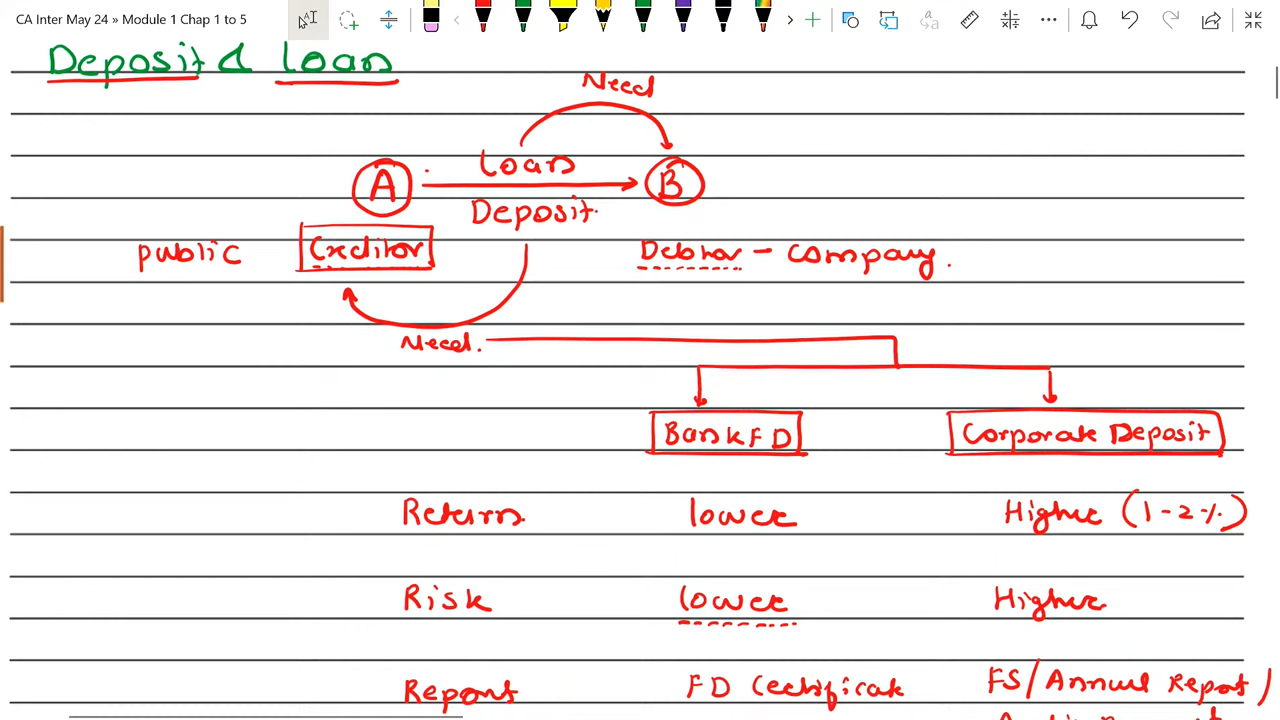 CA Inter May 24 » Module 1 Chap 1 to 5
Deposit & Loan
Need
A Loan B
Deposit.
public Creditor Debtor - Company.
Need.
Bank FD Corporate Deposit
Return Lower Higher (1-2%)
Risk Lower Higher
Report FD Certificate FS/Annual Report/